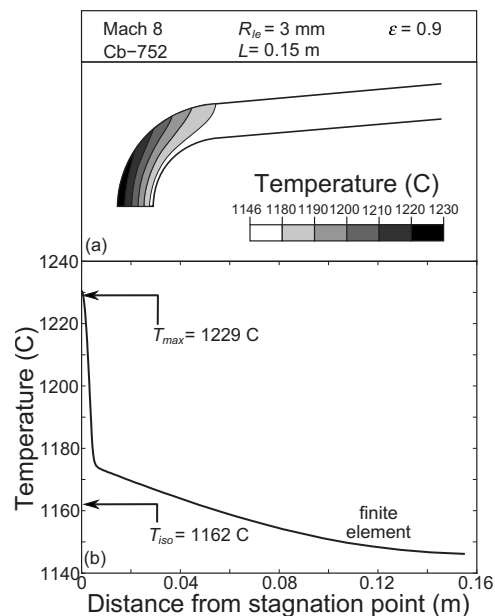 Mach 8 R_le = 3 mm ε = 0.9
Cb−752 L = 0.15 m
Temperature (C)
1146 1180 1190 1200 1210 1220 1230
(a)
1240
1220
1200
1180
1160
1140
Temperature (C)
T_max = 1229 C
T_iso = 1162 C
finite
element
(b)
0 0.04 0.08 0.12 0.16
Distance from stagnation point (m)